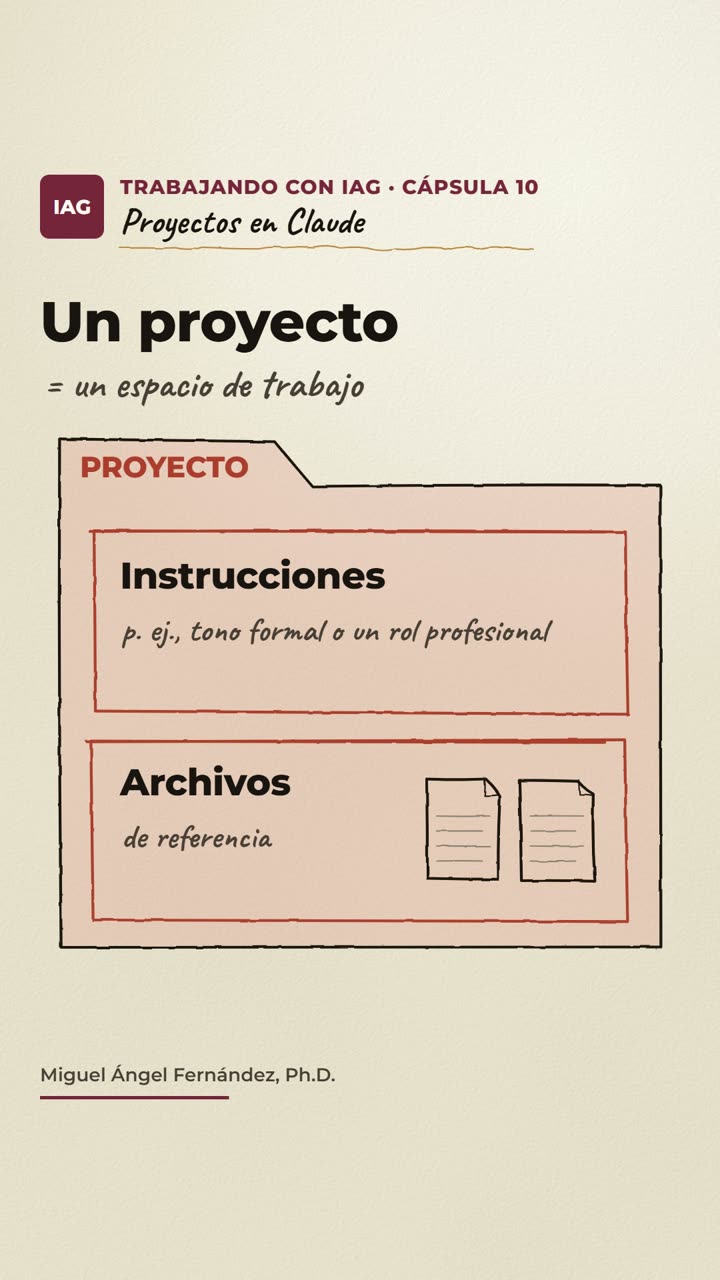 IAG
TRABAJANDO CON IAG · CÁPSULA 10
Proyectos en Claude
Un proyecto
= un espacio de trabajo
PROYECTO
Instrucciones
p. ej., tono formal o un rol profesional
Archivos
de referencia
Miguel Ángel Fernández, Ph.D.